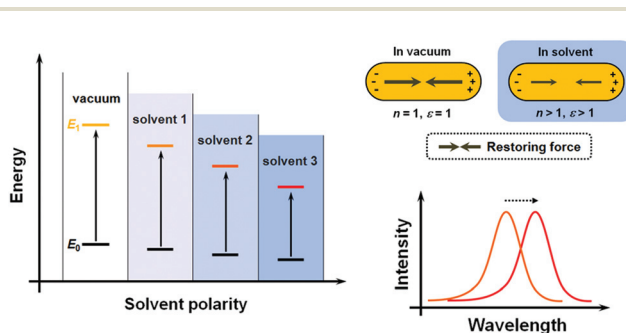 Energy
vacuum
E1
E0
solvent 1
solvent 2
solvent 3
Solvent polarity
In vacuum
- - -
+ + +
n = 1, ε = 1
In solvent
- - -
+ + +
n > 1, ε > 1
Restoring force
Intensity
Wavelength